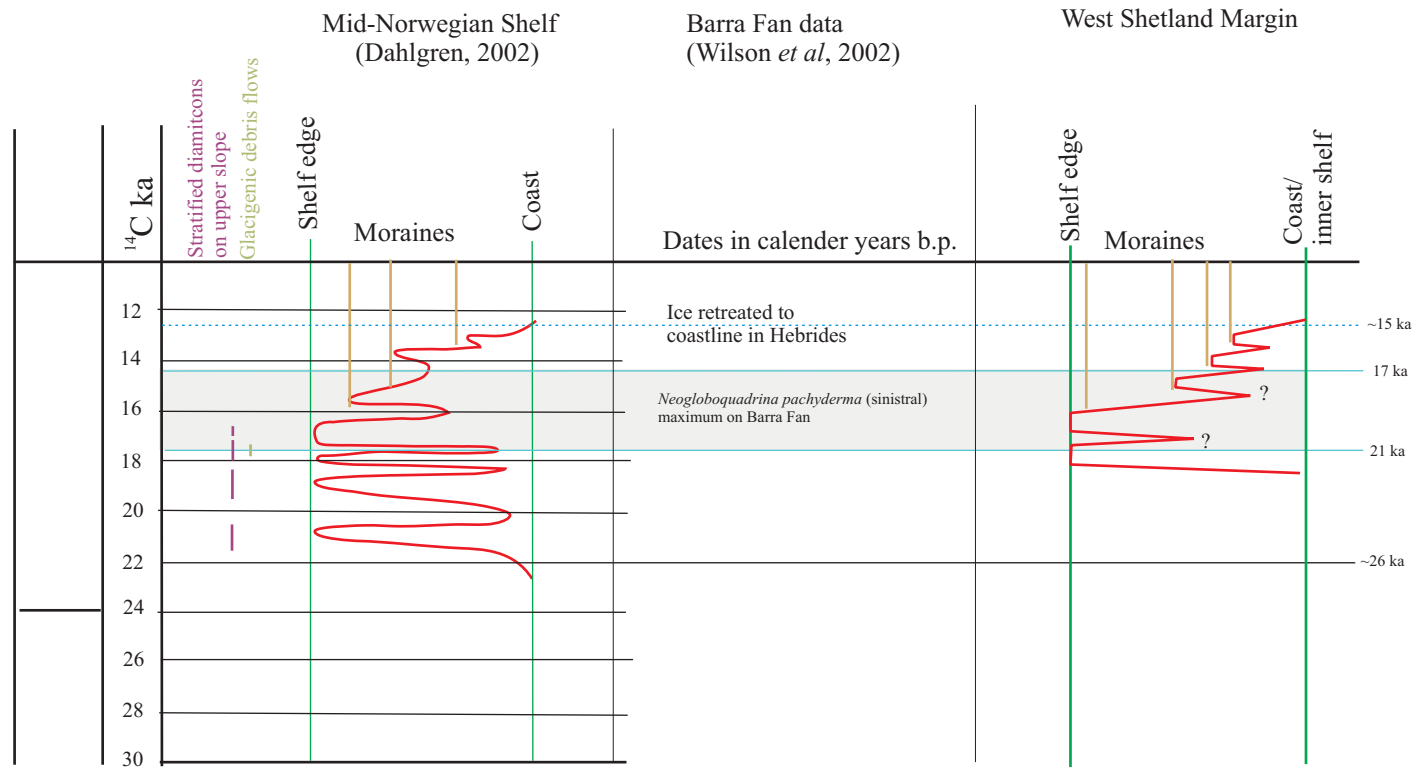 Mid-Norwegian Shelf
(Dahlgren, 2002)
Barra Fan data
(Wilson et al, 2002)
West Shetland Margin
14C ka
Stratified diamitcons
on upper slope
Glacigenic debris flows
Shelf edge
Moraines
Coast
Dates in calender years b.p.
Shelf edge
Moraines
Coast/
inner shelf
12
14
16
18
20
22
24
26
28
30
Ice retreated to
coastline in Hebrides
Neogloboquadrina pachyderma (sinistral)
maximum on Barra Fan
?
?
~15 ka
17 ka
21 ka
~26 ka